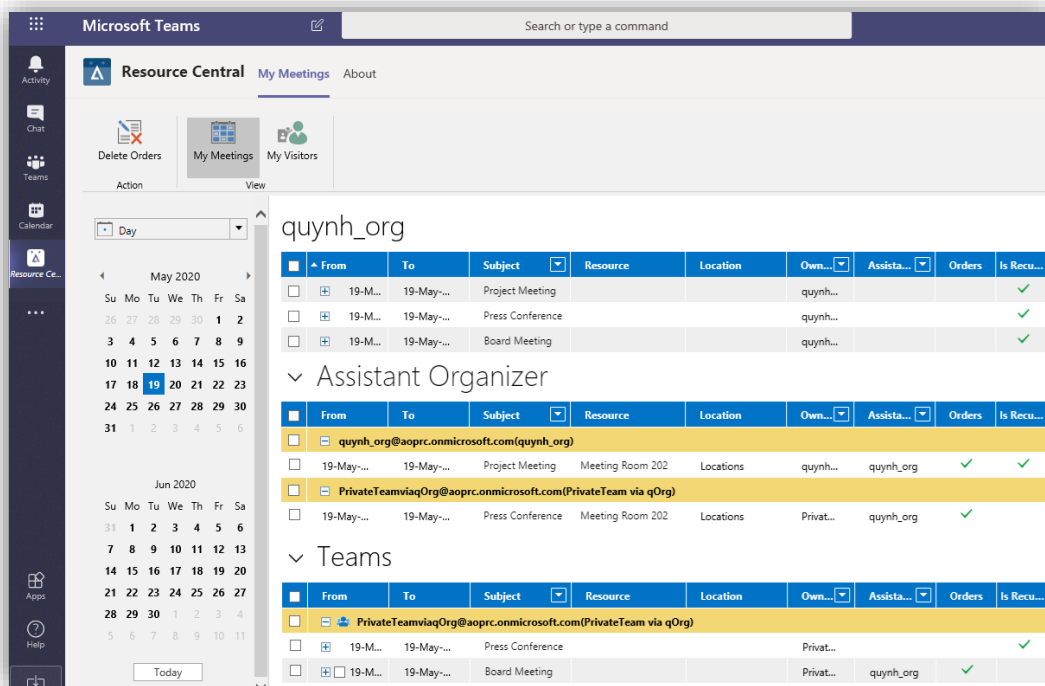 Microsoft Teams
Search or type a command
Activity
Chat
Teams
Calendar
Resource Ce...
Apps
Help
Resource Central My Meetings About
Delete Orders My Meetings My Visitors
Action View
Day
May 2020
Su Mo Tu We Th Fr Sa
26 27 28 29 30 1 2
3 4 5 6 7 8 9
10 11 12 13 14 15 16
17 18 19 20 21 22 23
24 25 26 27 28 29 30
31 1 2 3 4 5 6
Jun 2020
Su Mo Tu We Th Fr Sa
31 1 2 3 4 5 6
7 8 9 10 11 12 13
14 15 16 17 18 19 20
21 22 23 24 25 26 27
28 29 30 1 2 3 4
5 6 7 8 9 10 11
Today
quynh_org
From To Subject Resource Location Own... Assista... Orders Is Recu...
19-M... 19-May-... Project Meeting quynh...
19-M... 19-May-... Press Conference quynh...
19-M... 19-May-... Board Meeting quynh...
Assistant Organizer
From To Subject Resource Location Own... Assista... Orders Is Recu...
quynh_org@aoprc.onmicrosoft.com(quynh_org)
19-May-... 19-May-... Project Meeting Meeting Room 202 Locations quynh... quynh_org
PrivateTeamviaqOrg@aoprc.onmicrosoft.com(PrivateTeam via qOrg)
19-May-... 19-May-... Press Conference Meeting Room 202 Locations Privat... quynh_org
Teams
From To Subject Resource Location Own... Assista... Orders Is Recu...
PrivateTeamviaqOrg@aoprc.onmicrosoft.com(PrivateTeam via qOrg)
19-M... 19-May-... Press Conference Privat...
19-M... 19-May-... Board Meeting Privat... quynh_org